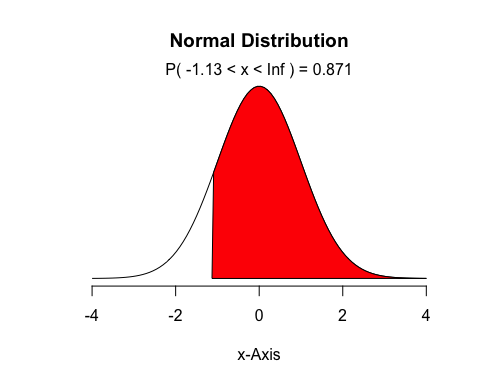 Normal Distribution
P( -1.13 < x < Inf ) = 0.871
-4 -2 0 2 4
x-Axis